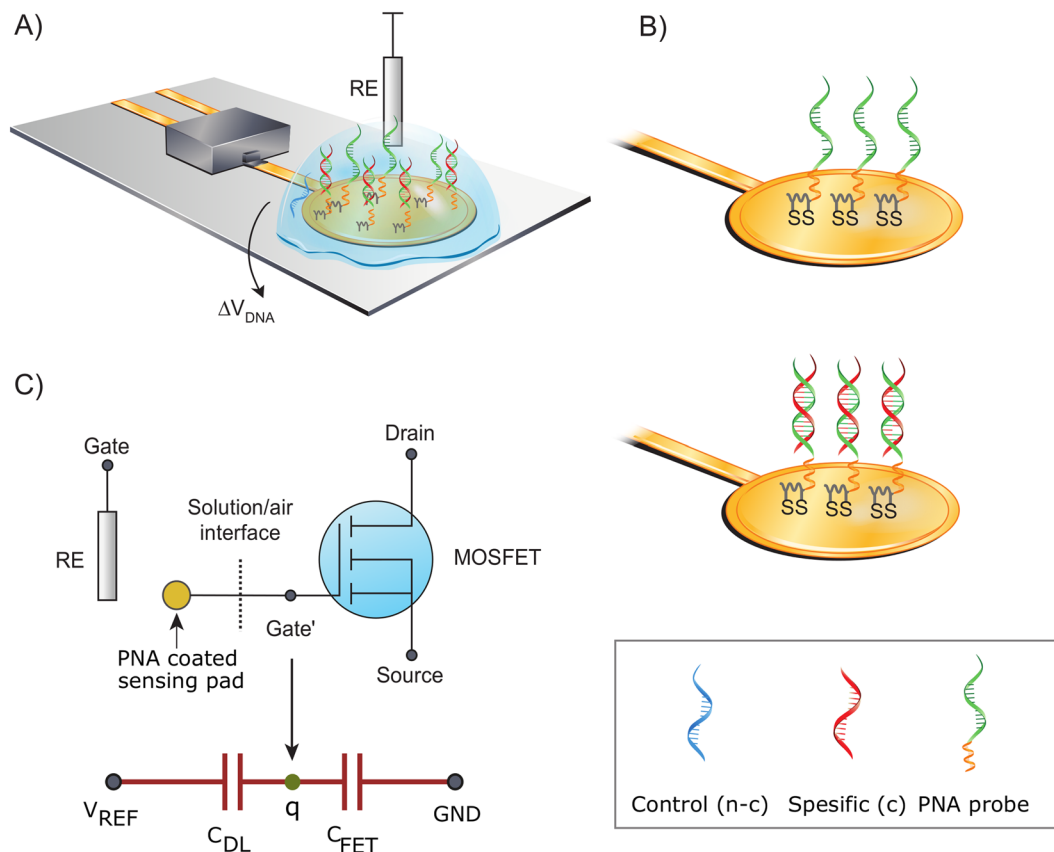 A)
RE
ΔV_DNA
B)
SS SS SS
SS SS SS
C)
Gate
Drain
Solution/air
interface
RE
MOSFET
Gate'
PNA coated
sensing pad
Source
V_REF
C_DL
q
C_FET
GND
Control (n-c)
Spesific (c)
PNA probe